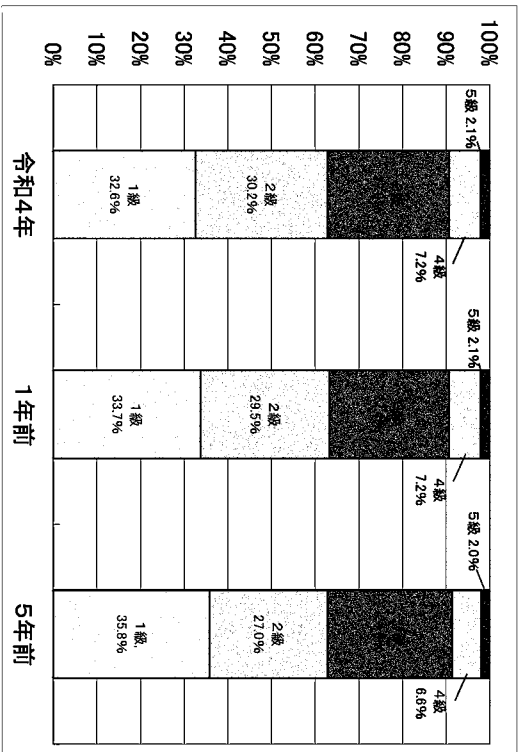 100%
90%
80%
70%
60%
50%
40%
30%
20%
10%
0%
5級 2.1%
4級
7.2%
2級
30.2%
1級
32.6%
令和4年
5級 2.1%
4級
7.2%
2級
29.5%
1級
33.7%
1年前
5級 2.0%
4級
6.6%
2級
27.0%
1級
35.8%
5年前